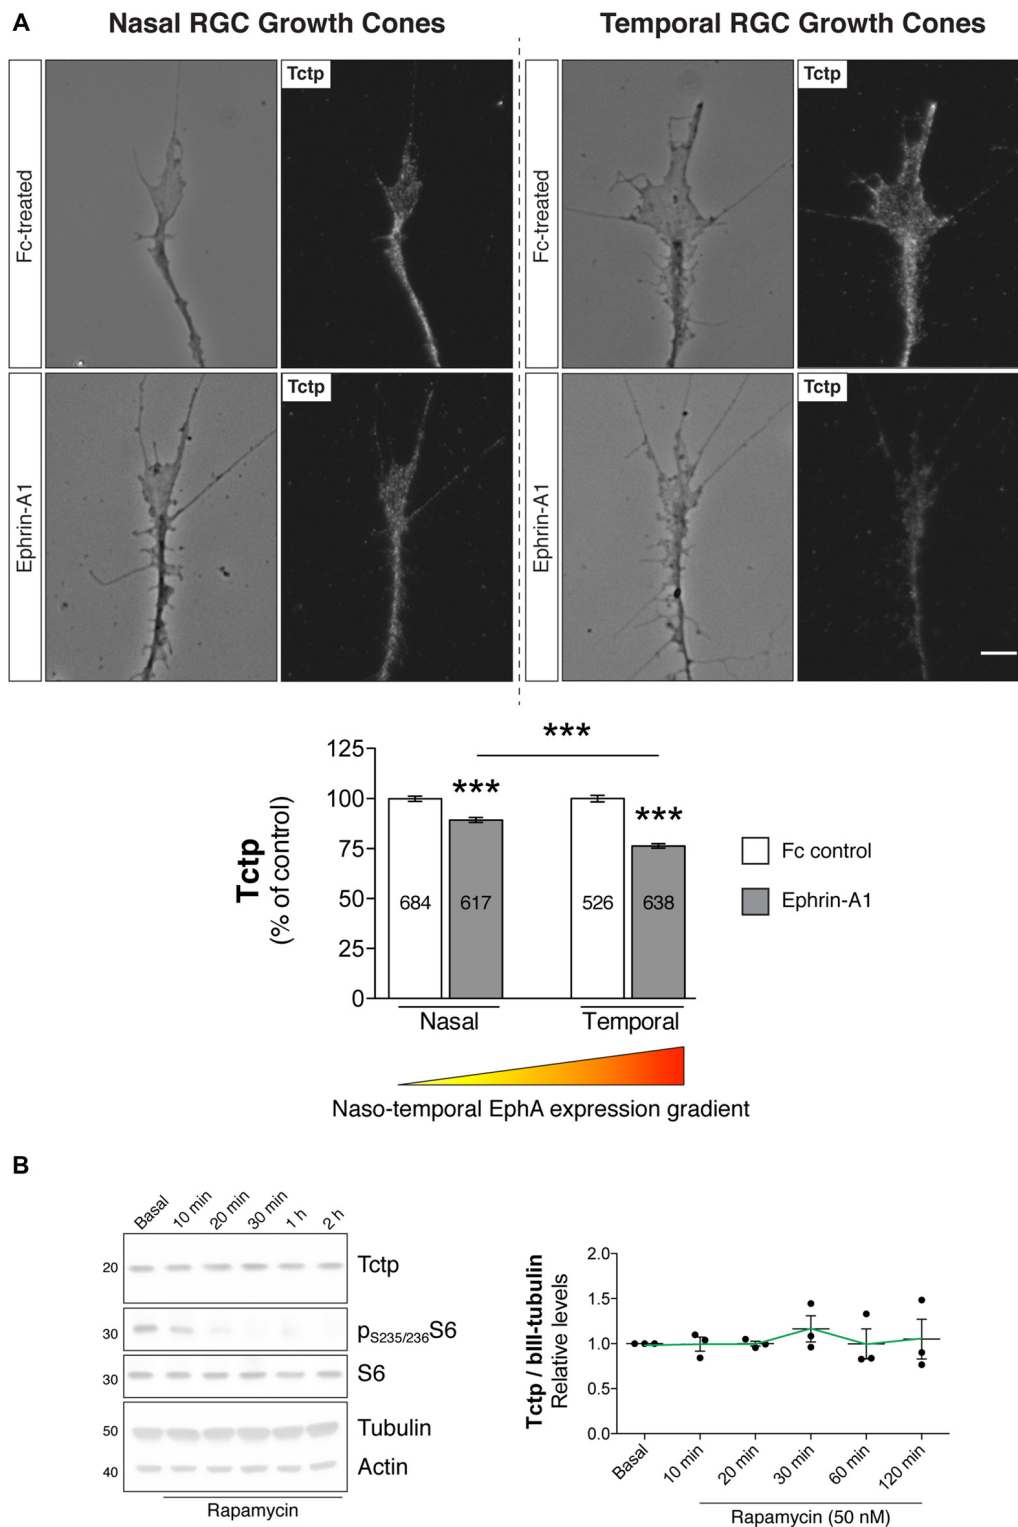 A
Nasal RGC Growth Cones
Temporal RGC Growth Cones
Fc-treated
Tctp
Fc-treated
Tctp
Ephrin-A1
Tctp
Ephrin-A1
Tctp
***
125
100
75
50
25
0
Tctp
(% of control)
***
***
684
617
526
638
Fc control
Ephrin-A1
Nasal
Temporal
Naso-temporal EphA expression gradient
B
Basal
10 min
20 min
30 min
1 h
2 h
20
Tctp
30
pS235/236S6
30
S6
50
Tubulin
40
Actin
Rapamycin
Tctp / bIII-tubulin
Relative levels
2.0
1.5
1.0
0.5
0.0
Basal
10 min
20 min
30 min
60 min
120 min
Rapamycin (50 nM)